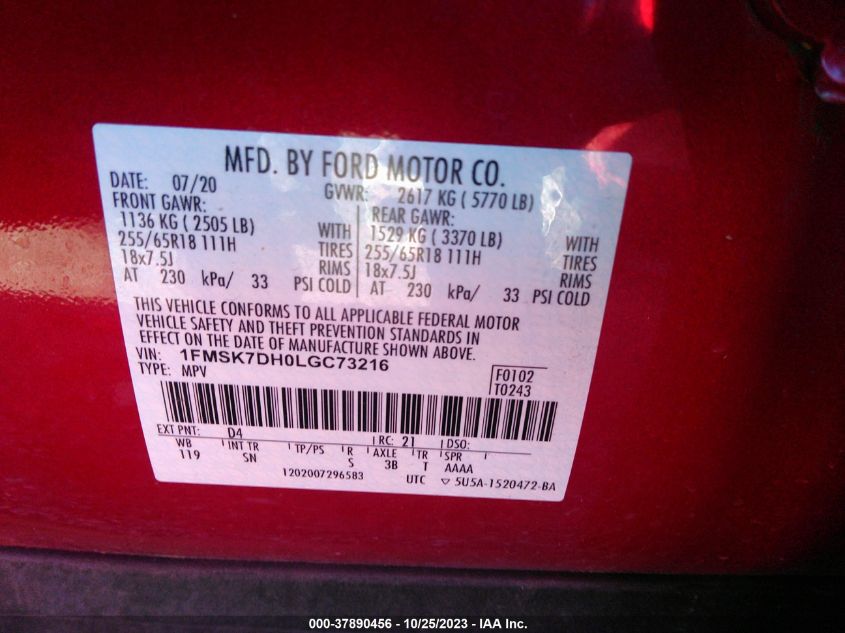 MFD. BY FORD MOTOR CO.
DATE: 07/20 GVWR: 2617 KG ( 5770 LB)
FRONT GAWR: REAR GAWR:
1136 KG ( 2505 LB) WITH 1529 KG ( 3370 LB) WITH
255/65R18 111H TIRES 255/65R18 111H TIRES
18x7.5J RIMS 18x7.5J RIMS
AT 230 kPa/ 33 PSI COLD AT 230 kPa/ 33 PSI COLD
THIS VEHICLE CONFORMS TO ALL APPLICABLE FEDERAL MOTOR
VEHICLE SAFETY AND THEFT PREVENTION STANDARDS IN
EFFECT ON THE DATE OF MANUFACTURE SHOWN ABOVE.
VIN: 1FMSK7DH0LGC73216
TYPE: MPV
F0102
T0243
EXT PNT: D4 RC: 21 DSO:
WB INT TR TP/PS R AXLE TR SPR
119 SN S 3B T AAAA
1202007296583 UTC ▽ 5U5A-1520472-BA
000-37890456 - 10/25/2023 - IAA Inc.